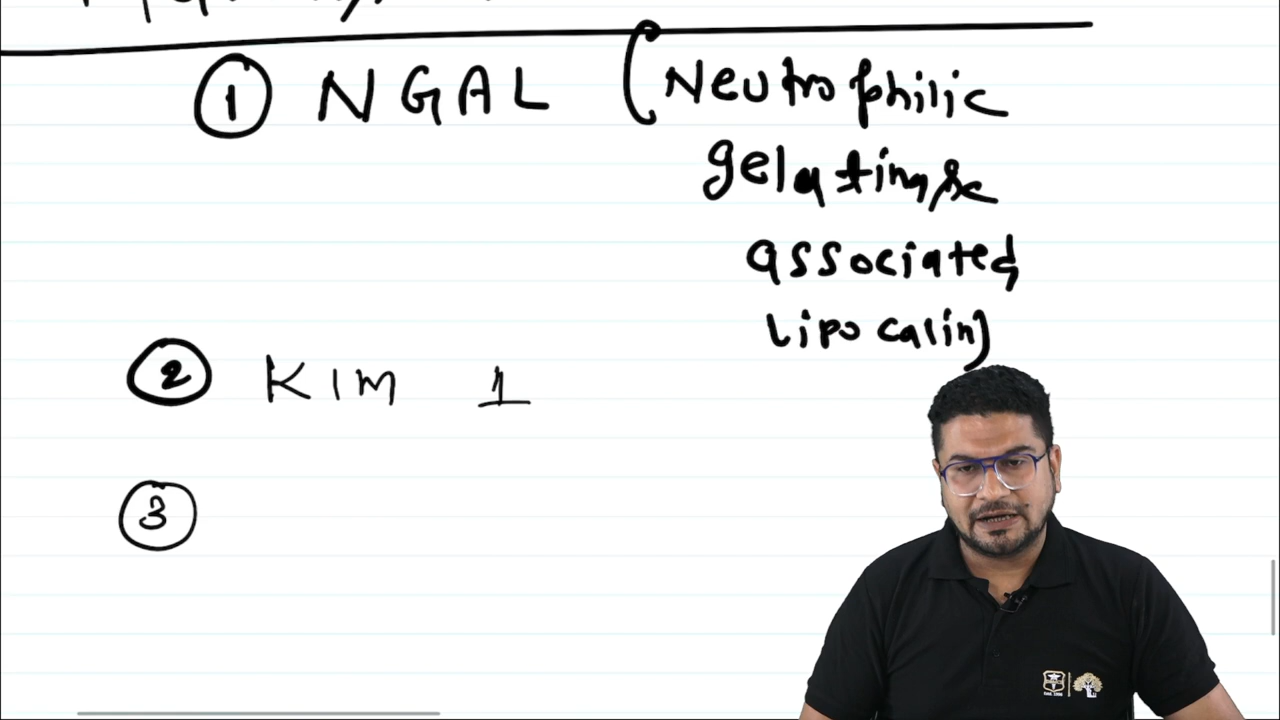 ① NGAL (Neutrophilic
gelatinase
associated
Lipocalin)
② KIM 1
③